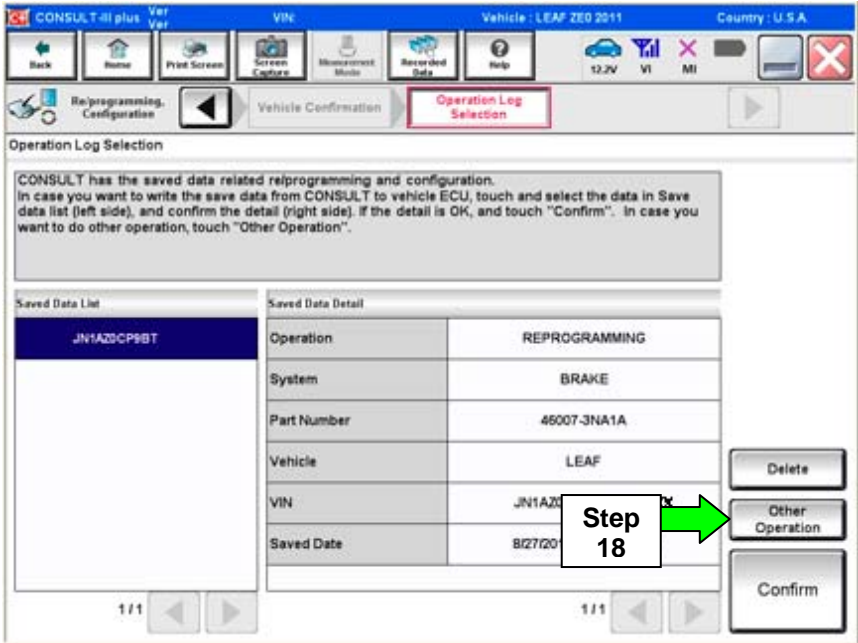 CONSULT-III plus Ver Ver VIN: Vehicle : LEAF ZE0 2011 Country : U.S.A.
Back Home Print Screen Screen Capture Measurement Mode Recorded Data Help 12.2V VI MI
Re/programming, Configuration Vehicle Confirmation Operation Log Selection
Operation Log Selection
CONSULT has the saved data related re/programming and configuration.
In case you want to write the save data from CONSULT to vehicle ECU, touch and select the data in Save
data list (left side), and confirm the detail (right side). If the detail is OK, and touch "Confirm". In case you
want to do other operation, touch "Other Operation".
Saved Data List Saved Data Detail
JN1AZ0CP9BT
Operation REPROGRAMMING
System BRAKE
Part Number 46007-3NA1A
Vehicle LEAF
VIN JN1AZ0
Saved Date 8/27/201
Step
18
Delete
Other
Operation
Confirm
1/1 1/1